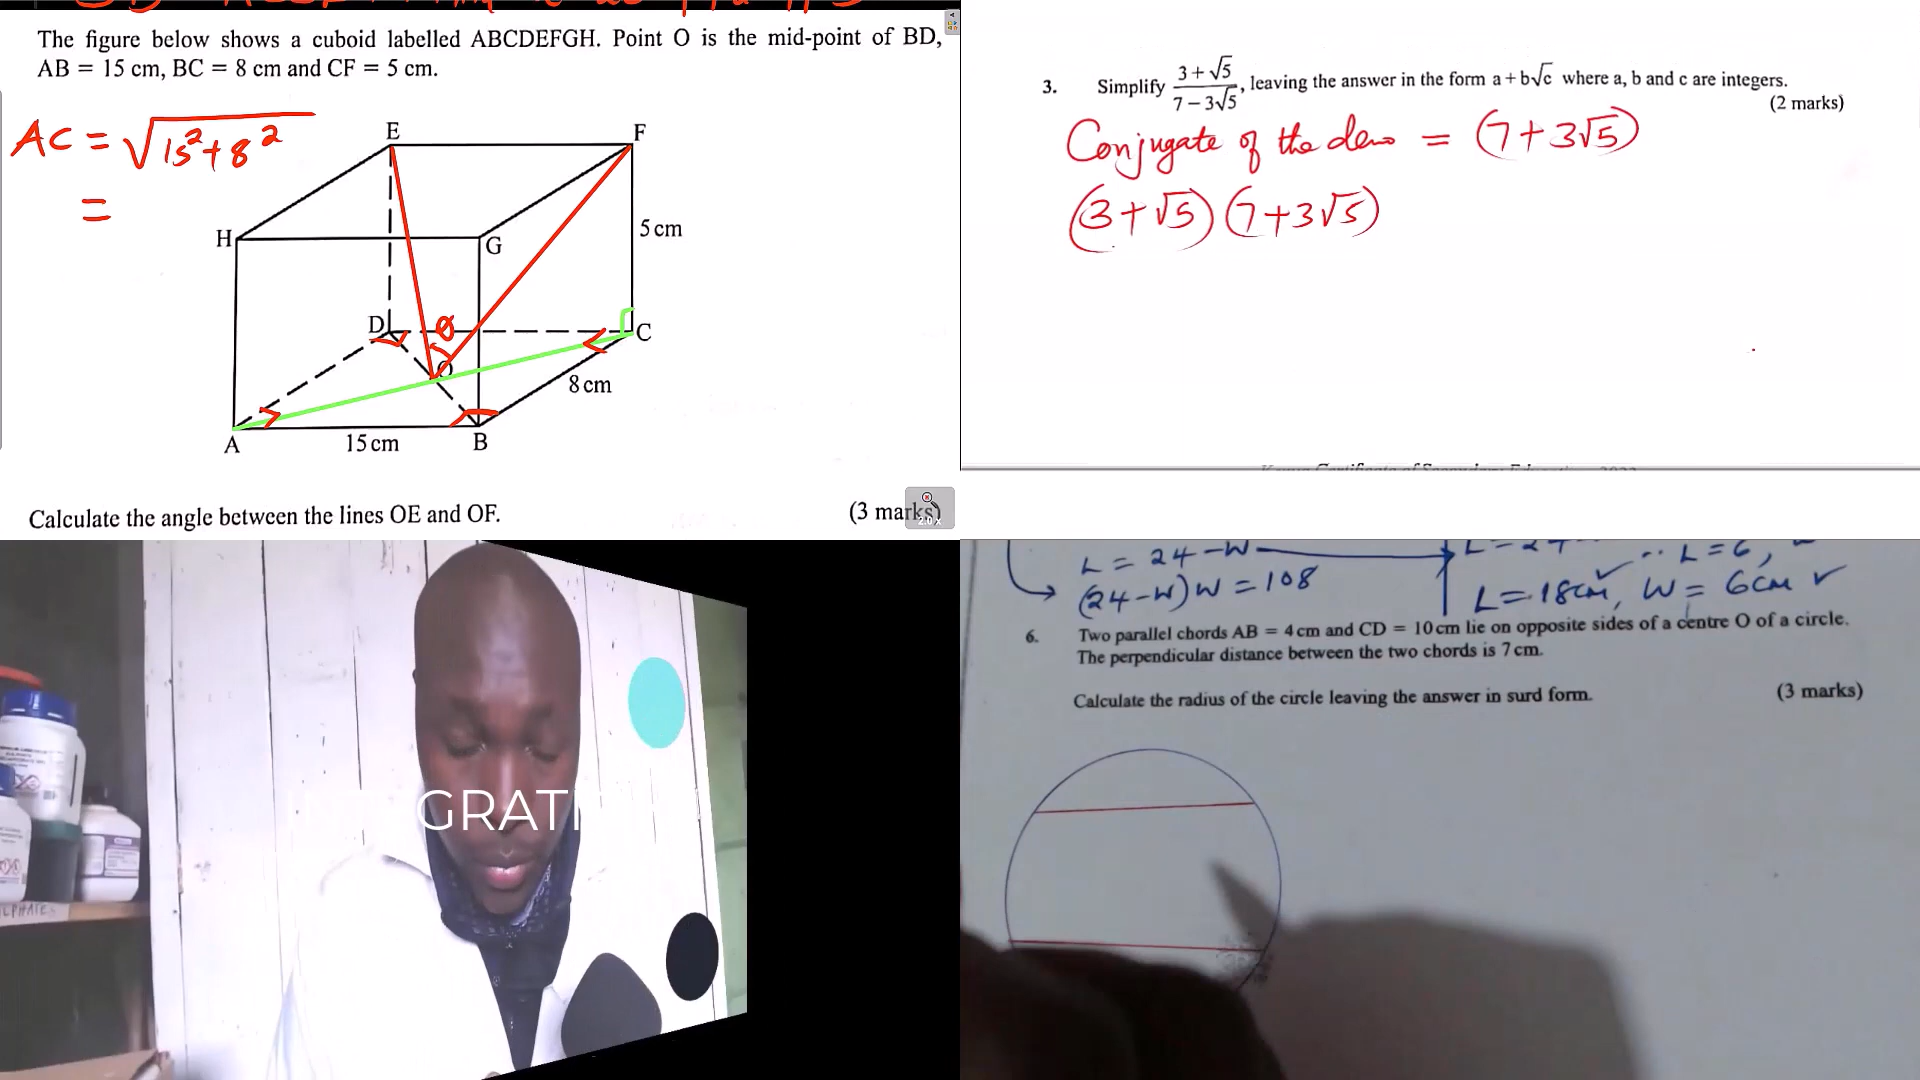 The figure below shows a cuboid labelled ABCDEFGH. Point O is the mid-point of BD,
AB = 15 cm, BC = 8 cm and CF = 5 cm.
AC = √15²+8²
=
E
F
H
G
5 cm
D
θ
C
O
8 cm
A
15 cm
B
Calculate the angle between the lines OE and OF.
(3 marks)
2.0 x
3. Simplify (3 + √5)/(7 − 3√5), leaving the answer in the form a + b√c where a, b and c are integers.
(2 marks)
Conjugate of the deno = (7+3√5)
(3+√5)(7+3√5)
GRATI
L = 24 - W
(24-W)W = 108
L = 6,
L = 18cm, W = 6cm
6. Two parallel chords AB = 4 cm and CD = 10 cm lie on opposite sides of a centre O of a circle.
The perpendicular distance between the two chords is 7 cm.
Calculate the radius of the circle leaving the answer in surd form.
(3 marks)